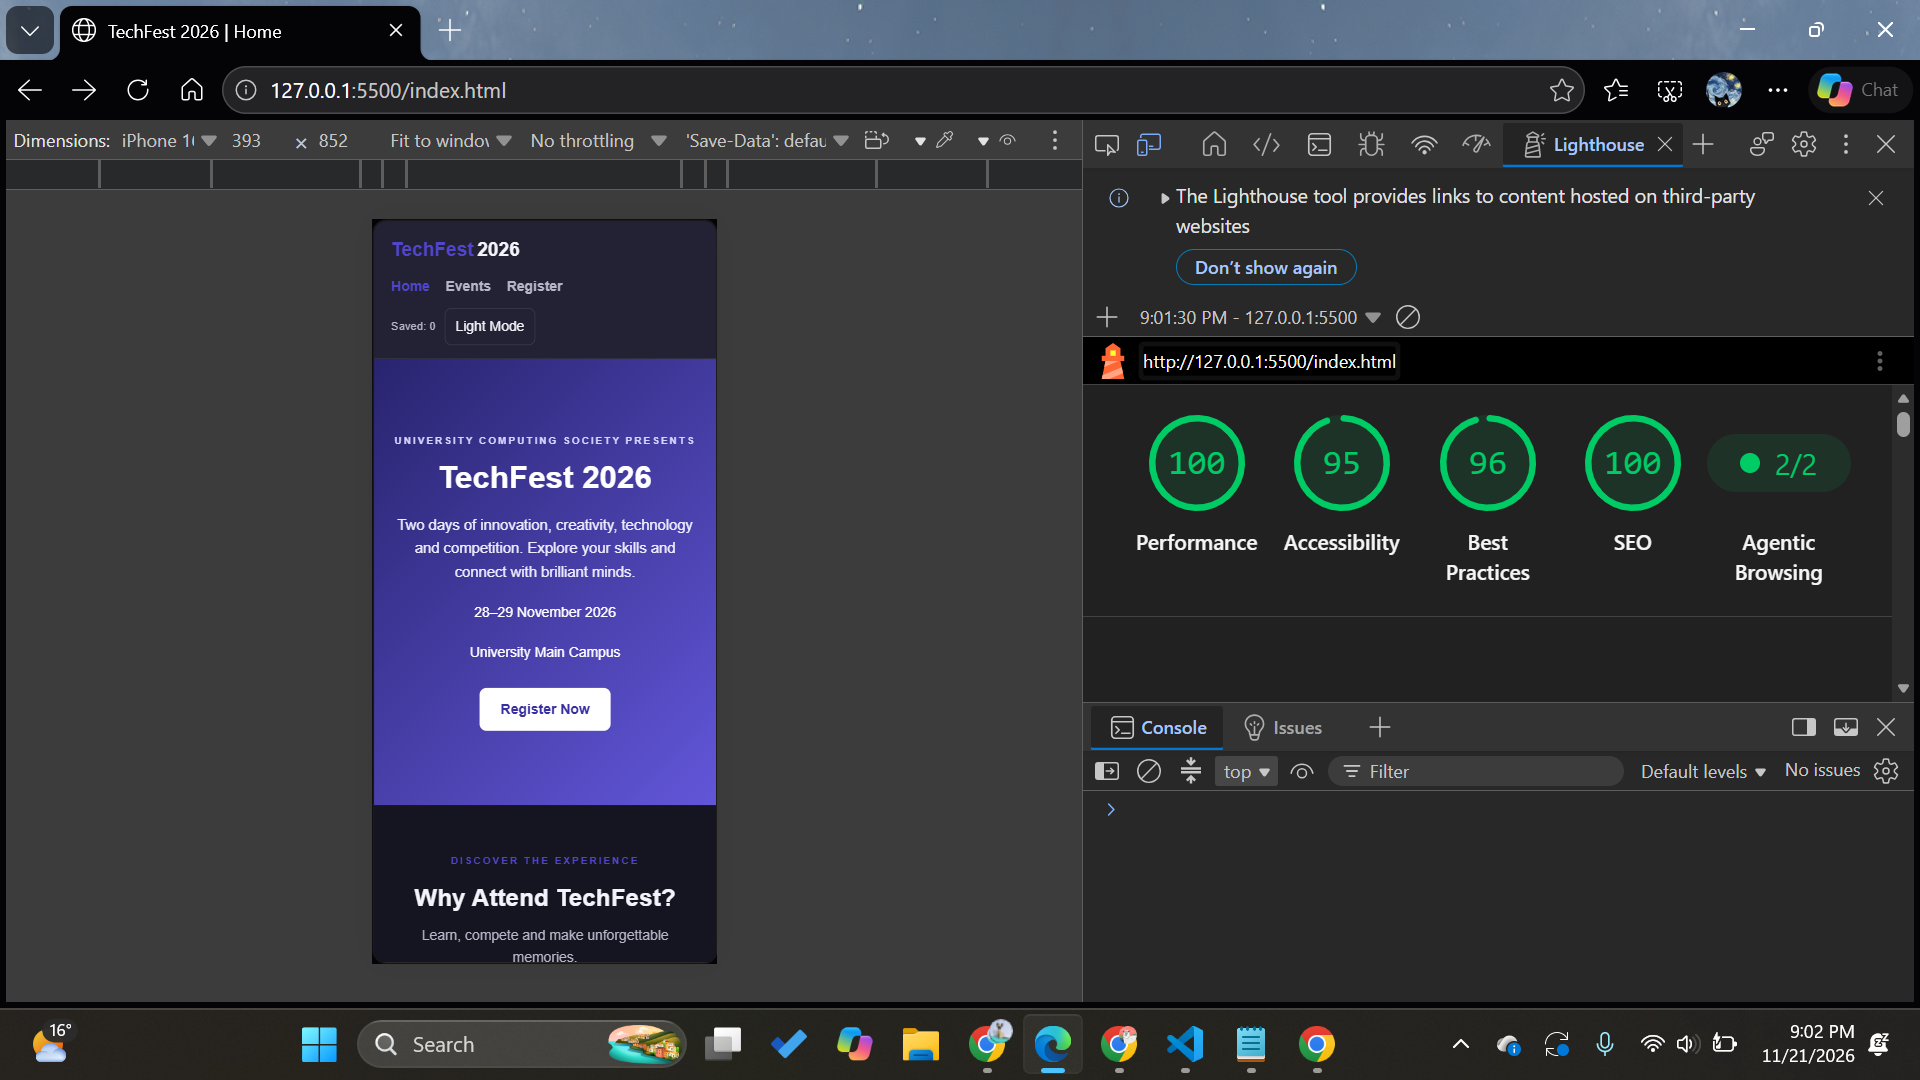 TechFest 2026 | Home
127.0.0.1:5500/index.html
Chat
Dimensions: iPhone 1 393 × 852 Fit to window No throttling 'Save-Data': defau
Lighthouse
The Lighthouse tool provides links to content hosted on third-party
websites
Don't show again
9:01:30 PM - 127.0.0.1:5500
http://127.0.0.1:5500/index.html
100 95 96 100 2/2
Performance Accessibility Best Practices SEO Agentic Browsing
TechFest 2026
Home Events Register
Saved: 0 Light Mode
UNIVERSITY COMPUTING SOCIETY PRESENTS
TechFest 2026
Two days of innovation, creativity, technology
and competition. Explore your skills and
connect with brilliant minds.
28–29 November 2026
University Main Campus
Register Now
DISCOVER THE EXPERIENCE
Why Attend TechFest?
Learn, compete and make unforgettable
memories.
Console Issues
top Filter Default levels No issues
16°
Search
9:02 PM
11/21/2026